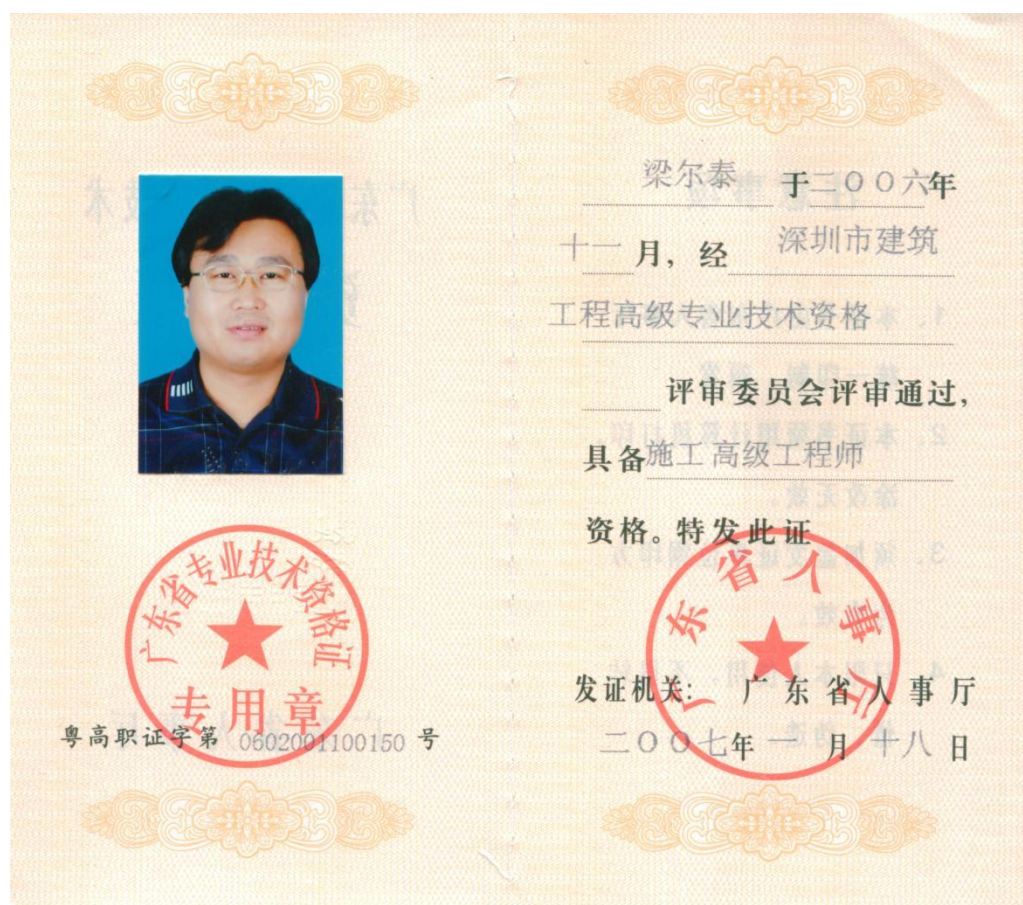 广东省专业技术资格证
专用章
粤高职证字第 0602001100150 号
梁尔泰 于二〇〇六年
十一月，经 深圳市建筑
工程高级专业技术资格
评审委员会评审通过，
具备施工高级工程师
资格。特发此证
广东省人事厅
发证机关：广东省人事厅
二〇〇七年一月十八日